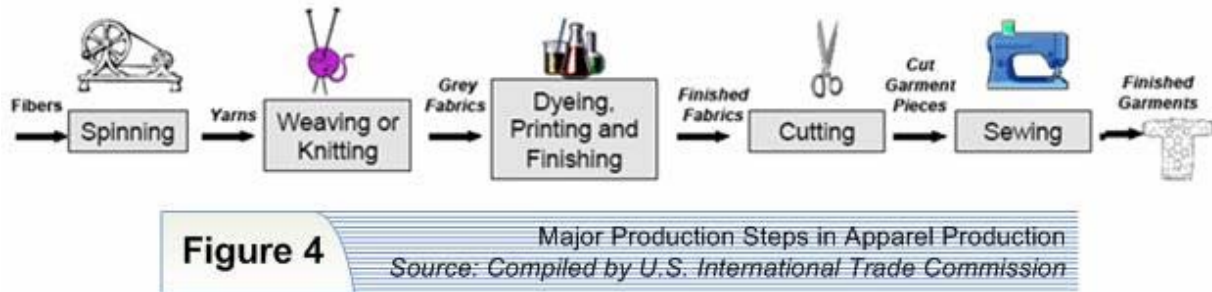 Fibers
Spinning
Yarns
Weaving or
Knitting
Grey
Fabrics
Dyeing,
Printing and
Finishing
Finished
Fabrics
Cutting
Cut
Garment
Pieces
Sewing
Finished
Garments
Figure 4
Major Production Steps in Apparel Production
Source: Compiled by U.S. International Trade Commission